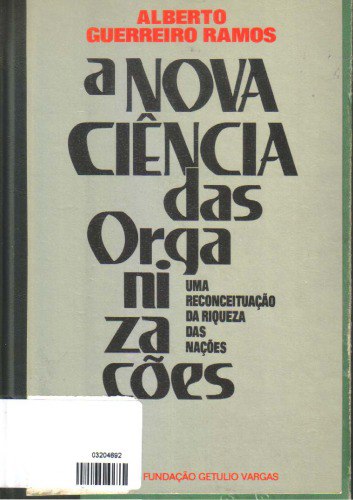 ALBERTO
GUERREIRO RAMOS
a NOVA
CIÊNCIA
das
Orga
ni
za
ções
UMA
RECONCEITUAÇÃO
DA RIQUEZA
DAS
NAÇÕES
03204892
FUNDAÇÃO GETULIO VARGAS